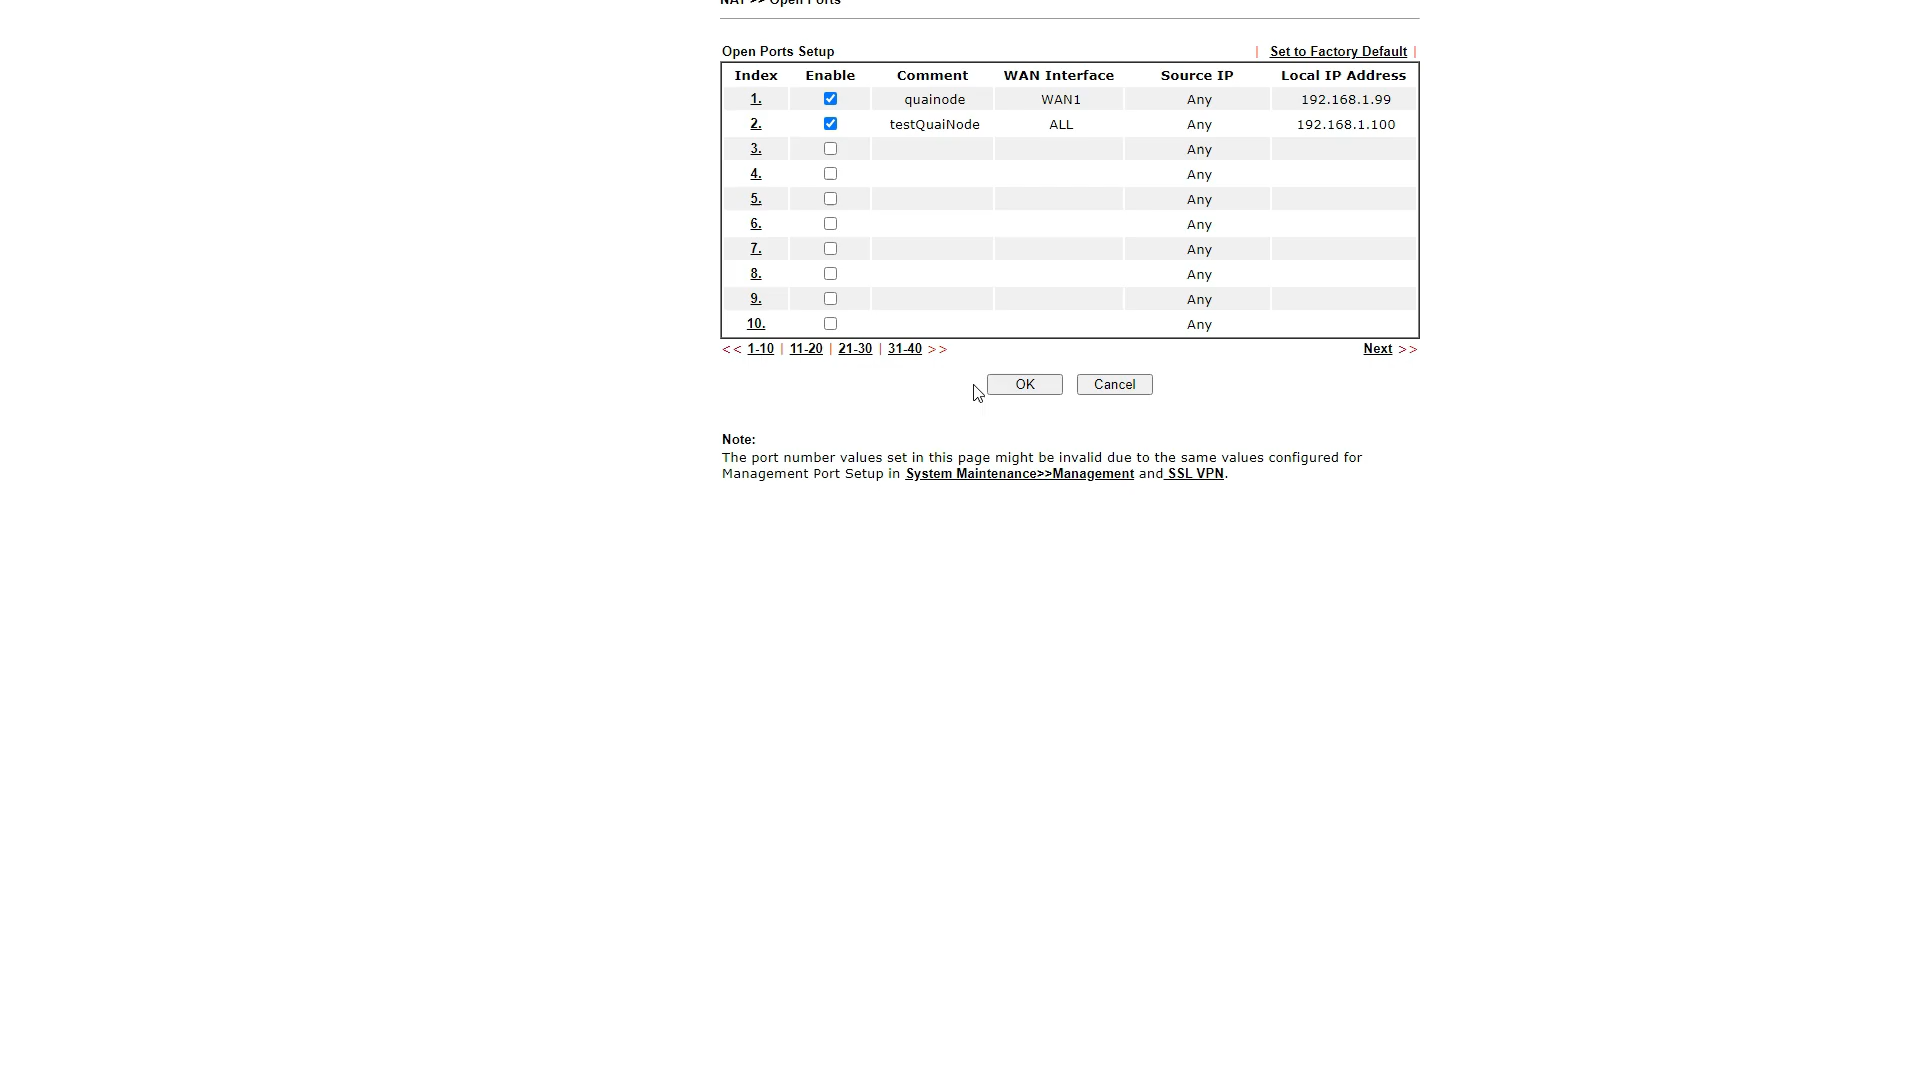 NAT >> Open Ports
Open Ports Setup | Set to Factory Default |
Index Enable Comment WAN Interface Source IP Local IP Address
1. quainode WAN1 Any 192.168.1.99
2. testQuaiNode ALL Any 192.168.1.100
3. Any
4. Any
5. Any
6. Any
7. Any
8. Any
9. Any
10. Any
<< 1-10 | 11-20 | 21-30 | 31-40 >> Next >>
OK Cancel
Note:
The port number values set in this page might be invalid due to the same values configured for
Management Port Setup in System Maintenance>>Management and SSL VPN.